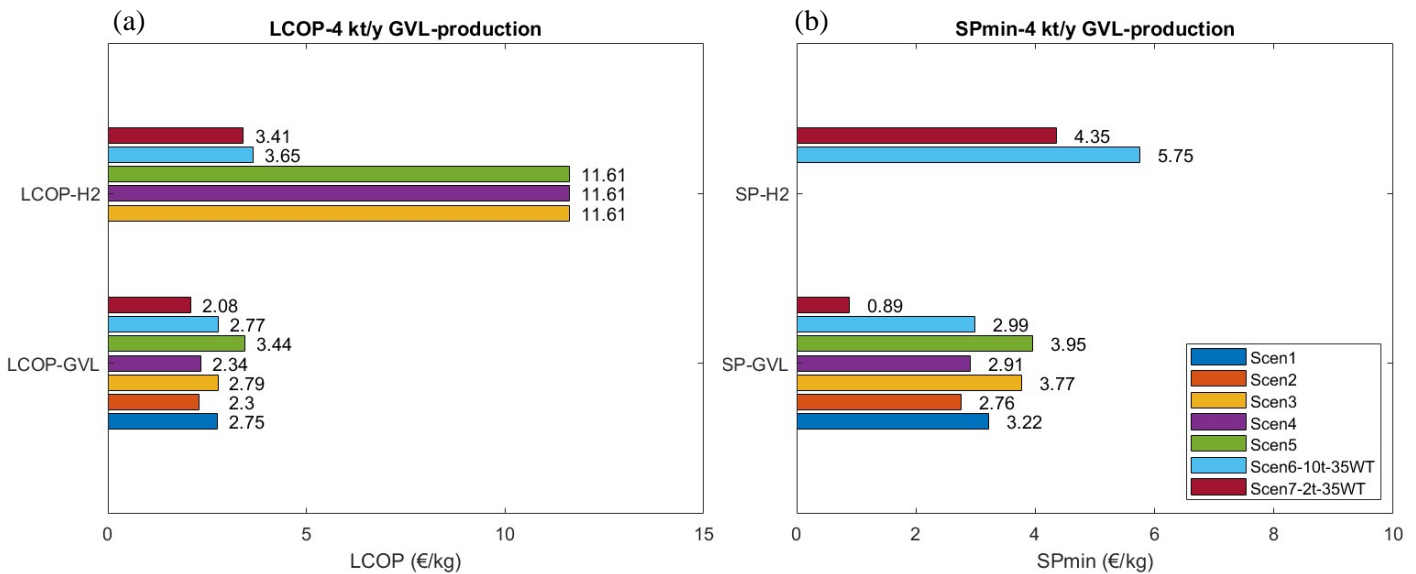 (a)
LCOP-4 kt/y GVL-production
LCOP-H2
3.41
3.65
11.61
11.61
11.61
LCOP-GVL
2.08
2.77
3.44
2.34
2.79
2.3
2.75
0 5 10 15
LCOP (€/kg)
(b)
SPmin-4 kt/y GVL-production
SP-H2
4.35
5.75
SP-GVL
0.89
2.99
3.95
2.91
3.77
2.76
3.22
Scen1
Scen2
Scen3
Scen4
Scen5
Scen6-10t-35WT
Scen7-2t-35WT
0 2 4 6 8 10
SPmin (€/kg)